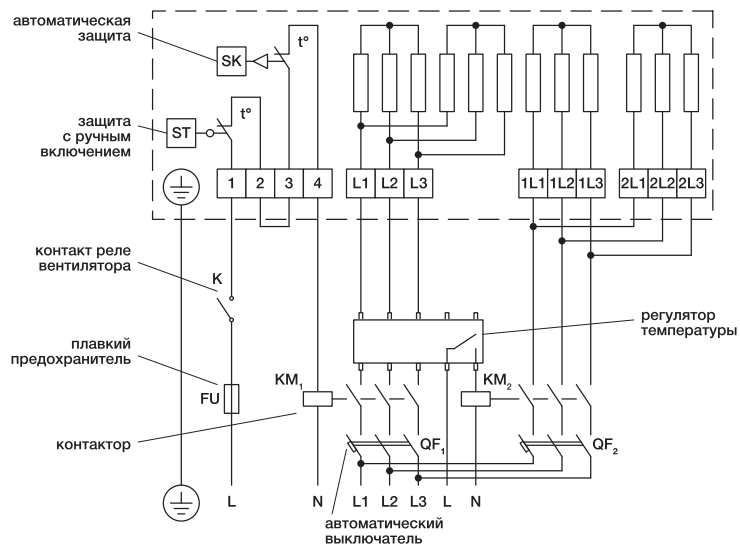 автоматическая
защита
SK
t°
защита
с ручным
включением
ST
t°
1 2 3 4
L1 L2 L3
1L1 1L2 1L3
2L1 2L2 2L3
контакт реле
вентилятора
K
регулятор
температуры
плавкий
предохранитель
FU
KM1
KM2
контактор
QF1
QF2
L N L1 L2 L3 L N
автоматический
выключатель